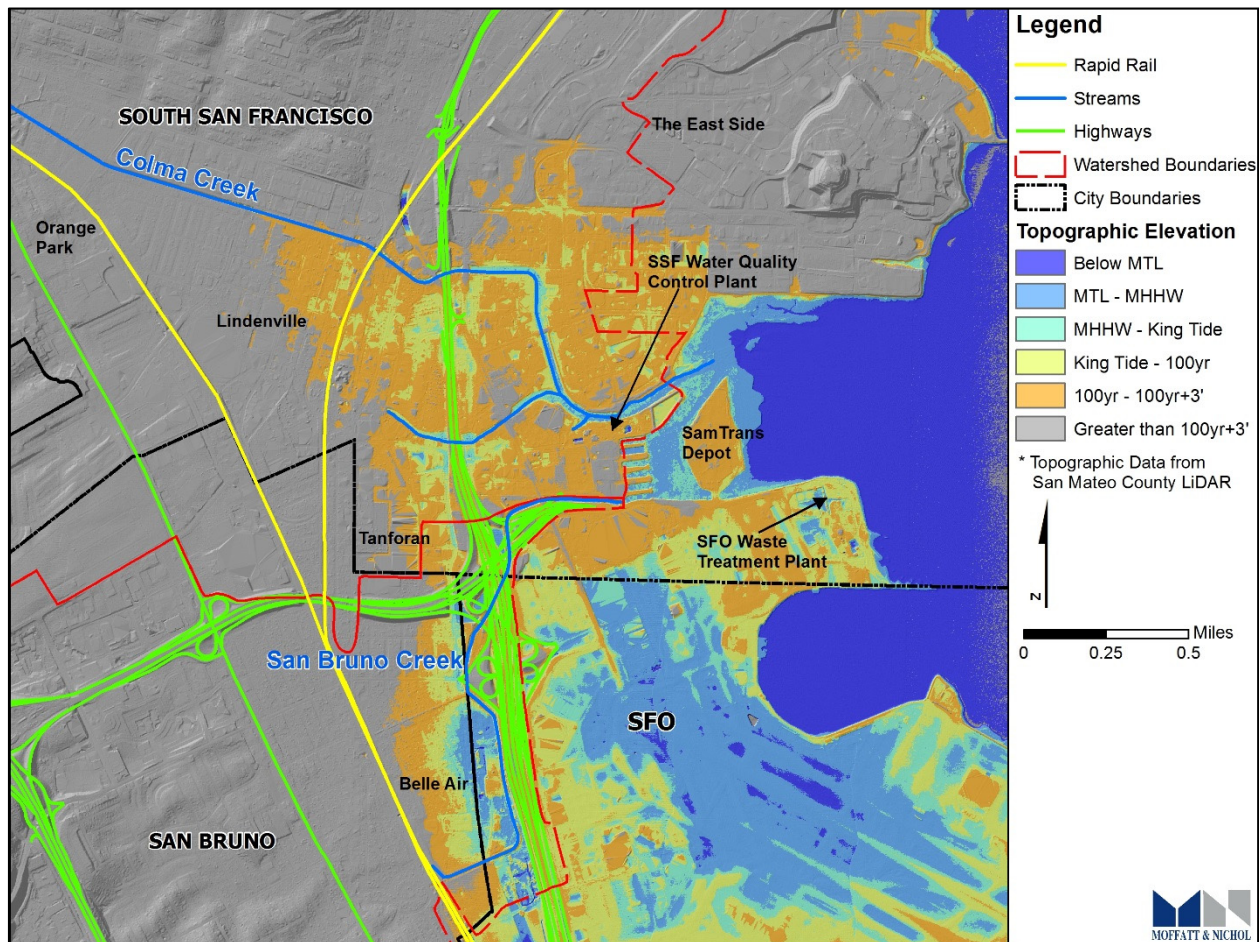 SOUTH SAN FRANCISCO
Colma Creek
The East Side
Orange
Park
SSF Water Quality
Control Plant
Lindenville
SamTrans
Depot
Tanforan
SFO Waste
Treatment Plant
San Bruno Creek
SFO
Belle Air
SAN BRUNO
Legend
Rapid Rail
Streams
Highways
Watershed Boundaries
City Boundaries
Topographic Elevation
Below MTL
MTL - MHHW
MHHW - King Tide
King Tide - 100yr
100yr - 100yr+3'
Greater than 100yr+3'
* Topographic Data from
San Mateo County LiDAR
N
Miles
0 0.25 0.5
MOFFATT & NICHOL